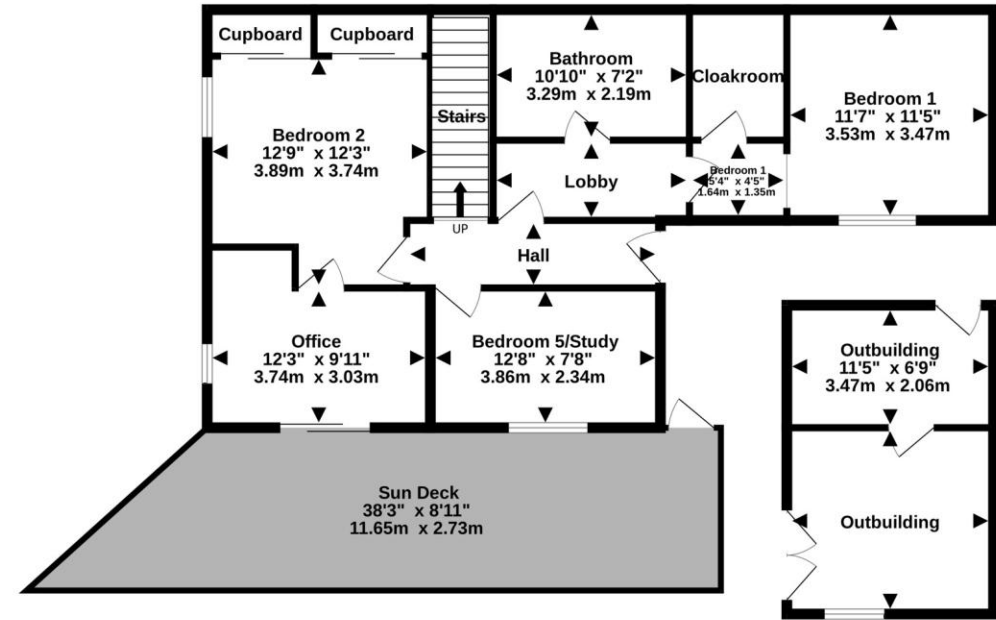 Cupboard
Cupboard
Stairs
UP
Bathroom
10'10" x 7'2"
3.29m x 2.19m
Cloakroom
Bedroom 1
11'7" x 11'5"
3.53m x 3.47m
Bedroom 2
12'9" x 12'3"
3.89m x 3.74m
Lobby
Bedroom 1
5'4" x 4'5"
1.64m x 1.35m
Hall
Office
12'3" x 9'11"
3.74m x 3.03m
Bedroom 5/Study
12'8" x 7'8"
3.86m x 2.34m
Outbuilding
11'5" x 6'9"
3.47m x 2.06m
Sun Deck
38'3" x 8'11"
11.65m x 2.73m
Outbuilding